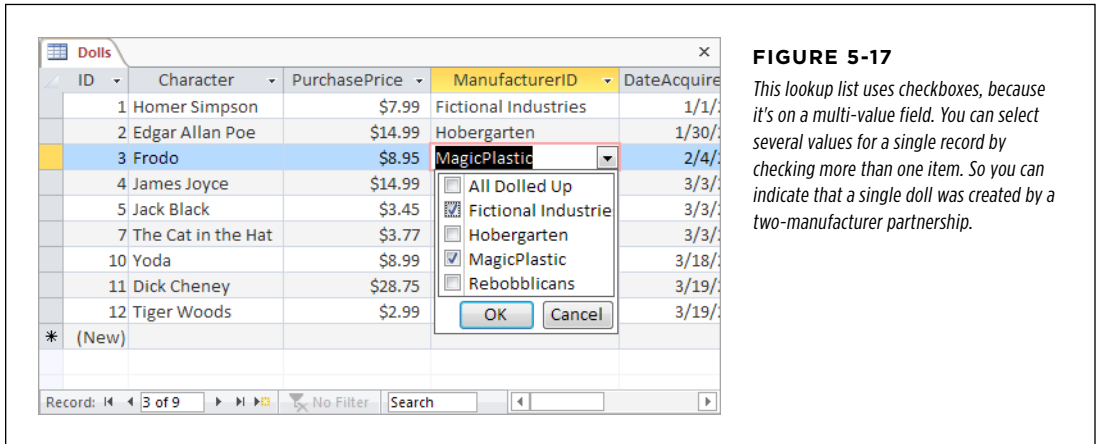 Dolls
ID Character PurchasePrice ManufacturerID DateAcquire
1 Homer Simpson $7.99 Fictional Industries 1/1/
2 Edgar Allan Poe $14.99 Hobergarten 1/30/
3 Frodo $8.95 MagicPlastic 2/4/
4 James Joyce $14.99 All Dolled Up 3/3/
5 Jack Black $3.45 Fictional Industrie 3/3/
7 The Cat in the Hat $3.77 Hobergarten 3/3/
10 Yoda $8.99 MagicPlastic 3/18/
11 Dick Cheney $28.75 Rebobblicans 3/19/
12 Tiger Woods $2.99 OK Cancel 3/19/
(New)
Record: 3 of 9 No Filter Search
FIGURE 5-17
This lookup list uses checkboxes, because
it's on a multi-value field. You can select
several values for a single record by
checking more than one item. So you can
indicate that a single doll was created by a
two-manufacturer partnership.